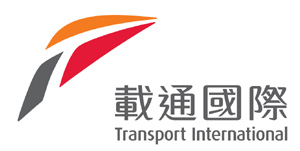 載通國際
Transport International